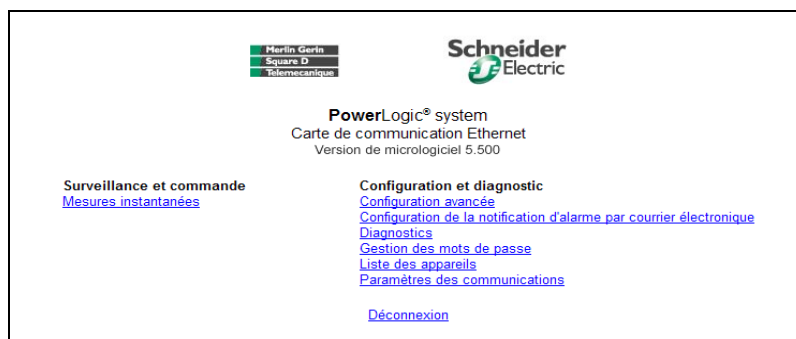 Merlin Gerin
Square D
Telemecanique
Schneider
Electric
PowerLogic® system
Carte de communication Ethernet
Version de micrologiciel 5.500
Surveillance et commande
Mesures instantanées
Configuration et diagnostic
Configuration avancée
Configuration de la notification d'alarme par courrier électronique
Diagnostics
Gestion des mots de passe
Liste des appareils
Paramètres des communications
Déconnexion